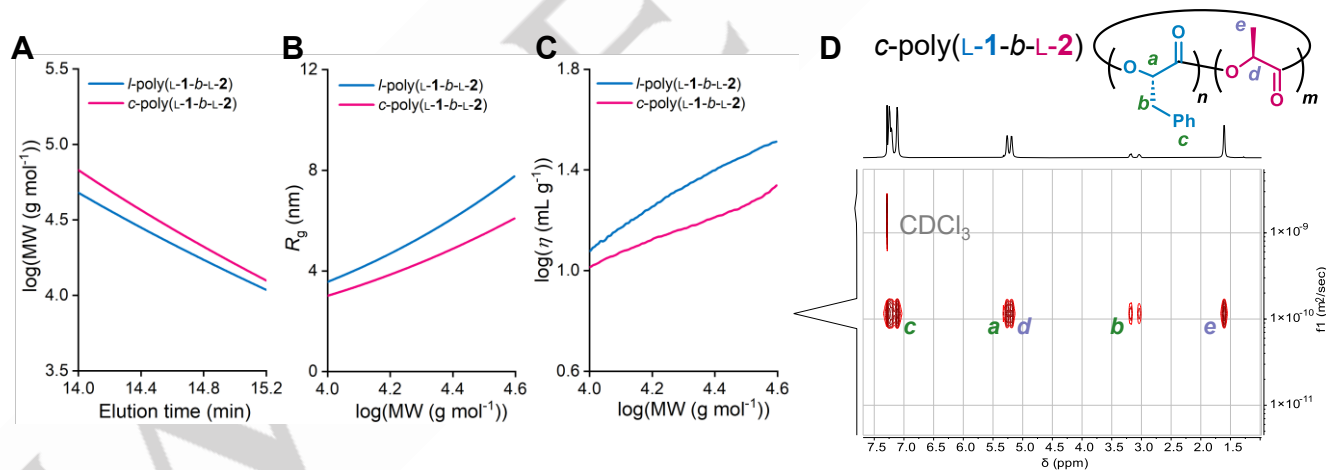 A
l-poly(L-1-b-L-2)
c-poly(L-1-b-L-2)
log(MW (g mol⁻¹))
5.5
5.0
4.5
4.0
3.5
14.0 14.4 14.8 15.2
Elution time (min)
B
l-poly(L-1-b-L-2)
c-poly(L-1-b-L-2)
Rg (nm)
12
8
4
0
4.0 4.2 4.4 4.6
log(MW (g mol⁻¹))
C
l-poly(L-1-b-L-2)
c-poly(L-1-b-L-2)
log(η (mL g⁻¹))
1.8
1.4
1.0
0.6
4.0 4.2 4.4 4.6
log(MW (g mol⁻¹))
D
c-poly(L-1-b-L-2)
O a O n b Ph c
e O d O m
CDCl₃
c a d b e
1×10⁻⁹
1×10⁻¹⁰
1×10⁻¹¹
f1 (m²/sec)
7.5 7.0 6.5 6.0 5.5 5.0 4.5 4.0 3.5 3.0 2.5 2.0 1.5
δ (ppm)